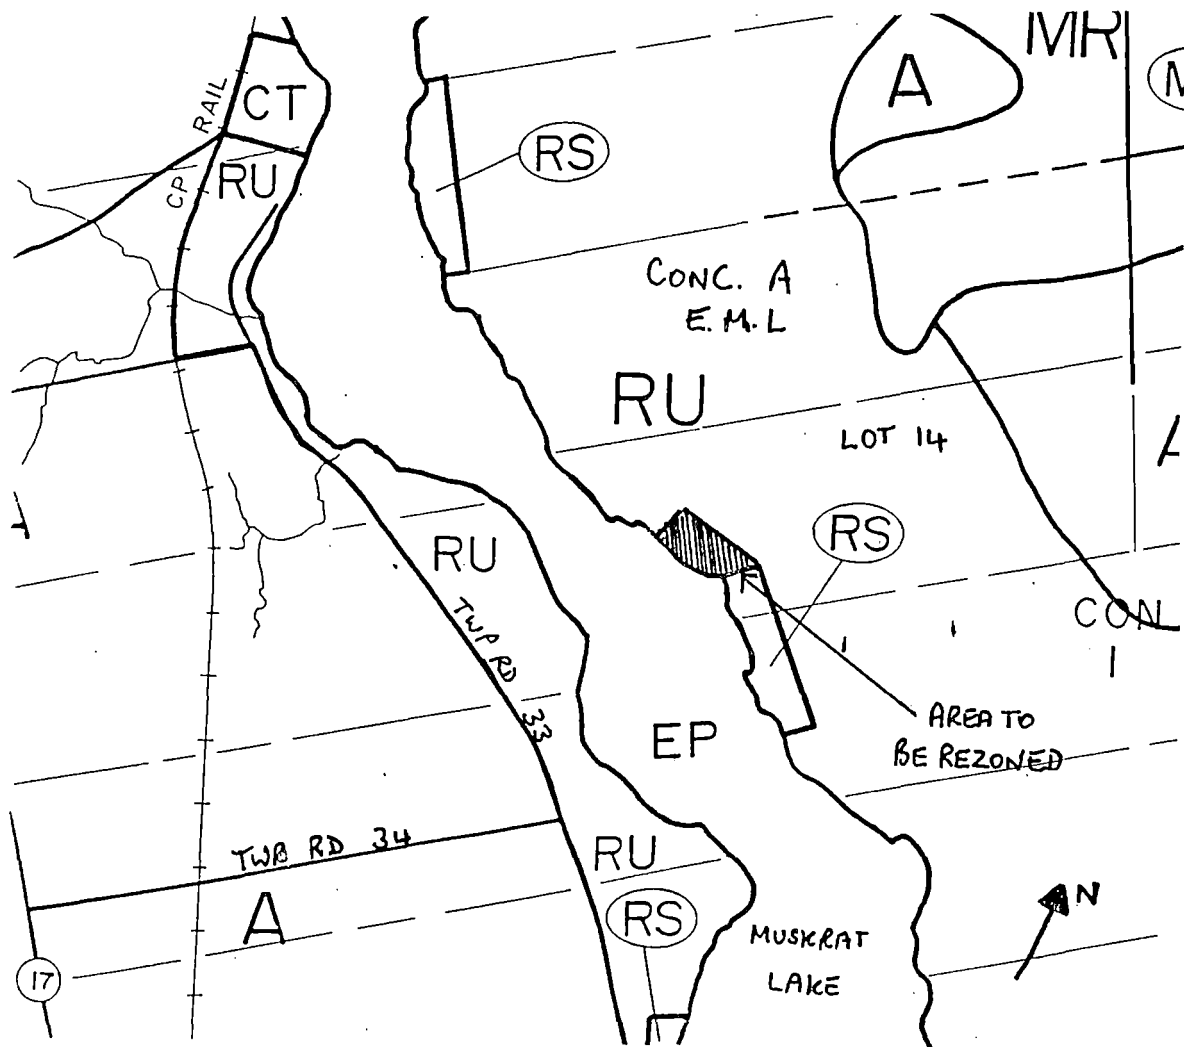 MR
A
CT
RAIL
RS
CP
RU
CONC. A
E.M.L
RU
LOT 14
A
RS
RU
F
CON
1
TWP RD 33
AREA TO
BE REZONED
EP
TWB RD 34
RU
A
RS
N
MUSKRAT
LAKE
17